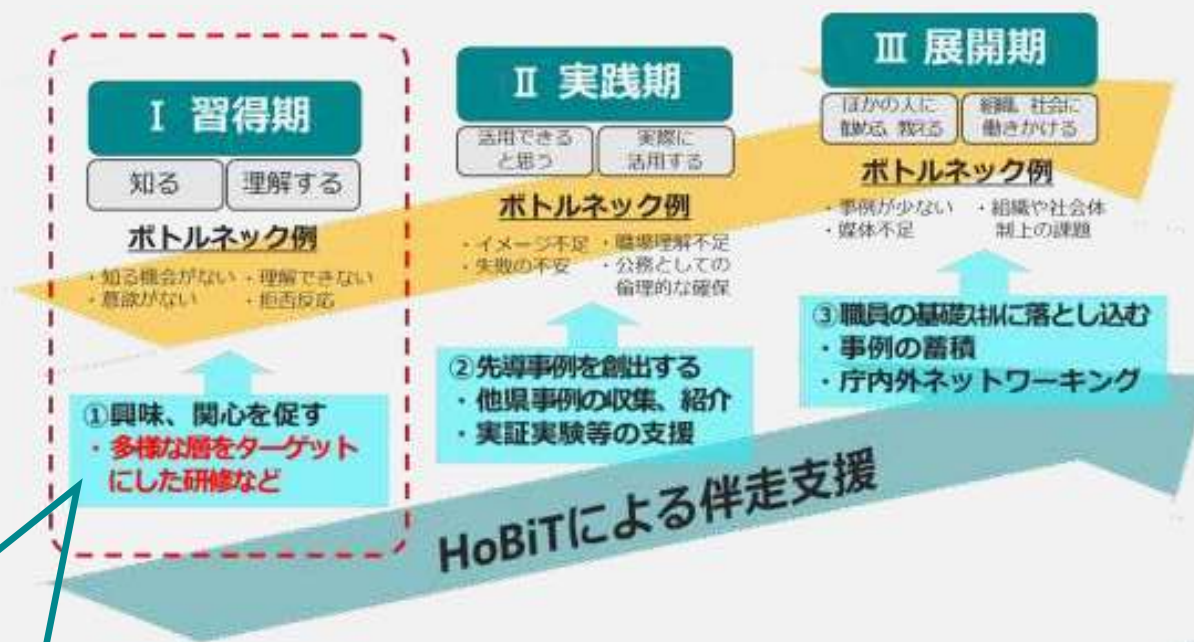 Ⅰ 習得期
知る
理解する
ボトルネック例
・知る機会がない
・意欲がない
・理解できない
・拒否反応
①興味、関心を促す
・多様な層をターゲット
にした研修など
Ⅱ 実践期
活用できる
と思う
実際に
活用する
ボトルネック例
・イメージ不足
・失敗の不安
・職場理解不足
・公務としての
倫理的な確保
②先導事例を創出する
・他県事例の収集、紹介
・実証実験等の支援
Ⅲ 展開期
ほかの人に
勧める、教える
組織、社会に
働きかける
ボトルネック例
・事例が少ない
・媒体不足
・組織や社会体
制上の課題
③職員の基礎スキルに落とし込む
・事例の蓄積
・庁内外ネットワーキング
HoBiTによる伴走支援